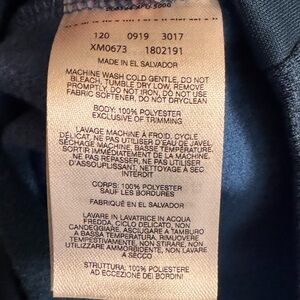 120 0919 3017
XM0673 1802191
MADE IN EL SALVADOR
MACHINE WASH COLD GENTLE, DO NOT
BLEACH, TUMBLE DRY LOW, REMOVE
PROMPTLY, DO NOT IRON, DO NOT USE
FABRIC SOFTENER, DO NOT DRYCLEAN
BODY: 100% POLYESTER
EXCLUSIVE OF TRIMMING
LAVAGE MACHINE À FROID, CYCLE
DÉLICAT, NE PAS UTILISER D'EAU DE JAVEL,
SÉCHAGE MACHINE, BASSE TEMPÉRATURE,
SORTIR IMMÉDIATEMENT DE LA MACHINE,
NE PAS REPASSER, NE PAS UTILISER
D'ASSOUPLISSANT, NETTOYAGE À SEC
INTERDIT
CORPS: 100% POLYESTER
SAUF LES BORDURES
FABRIQUÉ EN EL SALVADOR
LAVARE IN LAVATRICE IN ACQUA
FREDDA, CICLO DELICATO, NON
CANDEGGIARE, ASCIUGARE A TAMBURO
A BASSA TEMPERATURA, RIMUOVERE
TEMPESTIVAMENTE, NON STIRARE, NON
UTILIZZARE AMMORBIDENTE, NON LAVARE
A SECCO
STRUTTURA: 100% POLIESTERE
AD ECCEZIONE DEI BORDINI